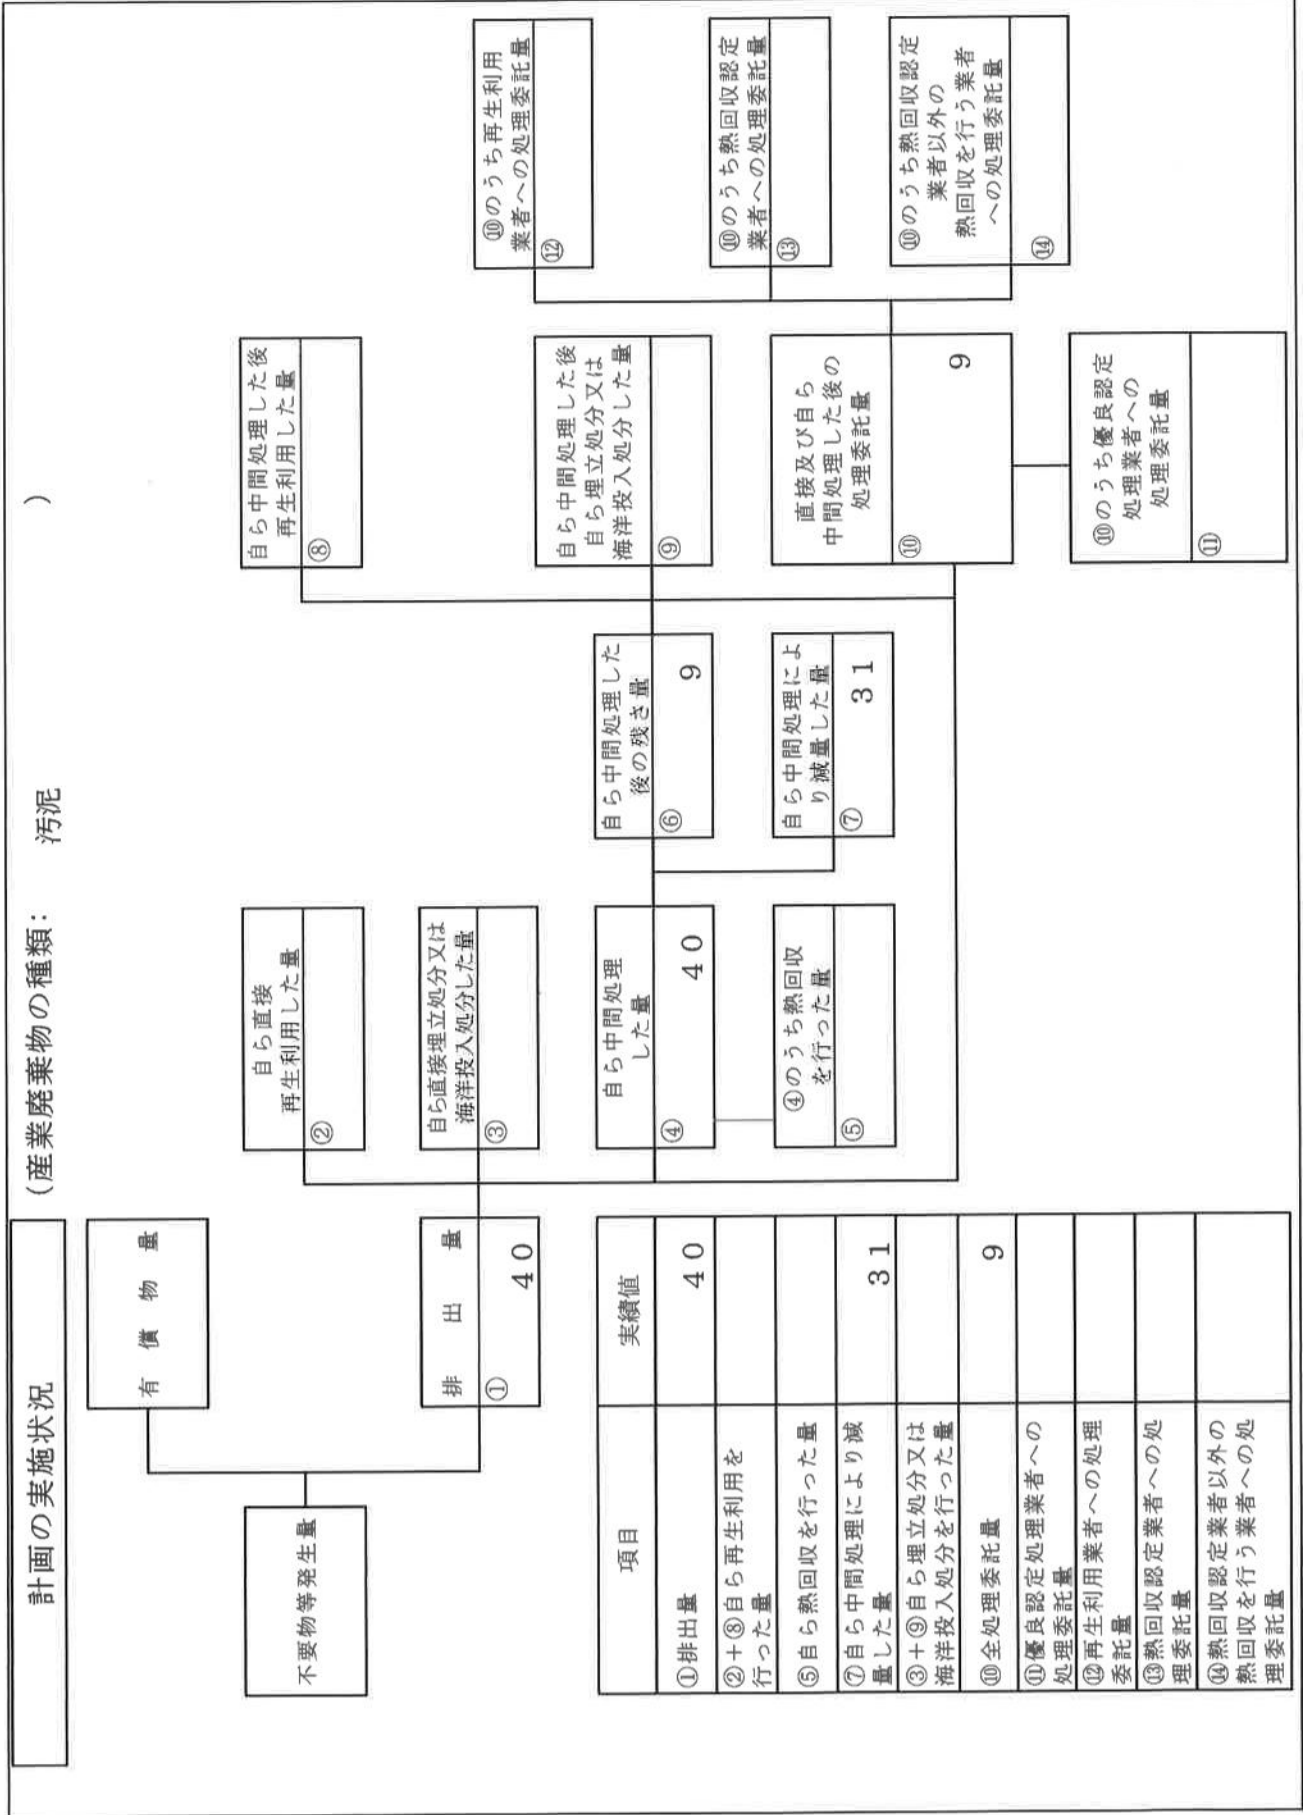 計画の実施状況
（産業廃棄物の種類： 汚泥 ）
不要物等発生量
有償物量
排出量
① 40
自ら直接
再生利用した量
②
自ら直接埋立処分又は
海洋投入処分した量
③
自ら中間処理
した量
④ 40
④のうち熱回収
を行った量
⑤
自ら中間処理した
後の残さ量
⑥ 9
自ら中間処理によ
り減量した量
⑦ 31
自ら中間処理した後
再生利用した量
⑧
自ら中間処理した後
自ら埋立処分又は
海洋投入処分した量
⑨
直接及び自ら
中間処理した後の
処理委託量
⑩ 9
⑩のうち優良認定
処理業者への
処理委託量
⑪
⑩のうち再生利用
業者への処理委託量
⑫
⑩のうち熱回収認定
業者への処理委託量
⑬
⑩のうち熱回収認定
業者以外の
熱回収を行う業者
への処理委託量
⑭
項目 実績値
①排出量 40
②＋⑧自ら再生利用を
行った量
⑤自ら熱回収を行った量
⑦自ら中間処理により減
量した量 31
③＋⑨自ら埋立処分又は
海洋投入処分を行った量
⑩全処理委託量 9
⑪優良認定処理業者への
処理委託量
⑫再生利用業者への処理
委託量
⑬熱回収認定業者への処
理委託量
⑭熱回収認定業者以外の
熱回収を行う業者への処
理委託量